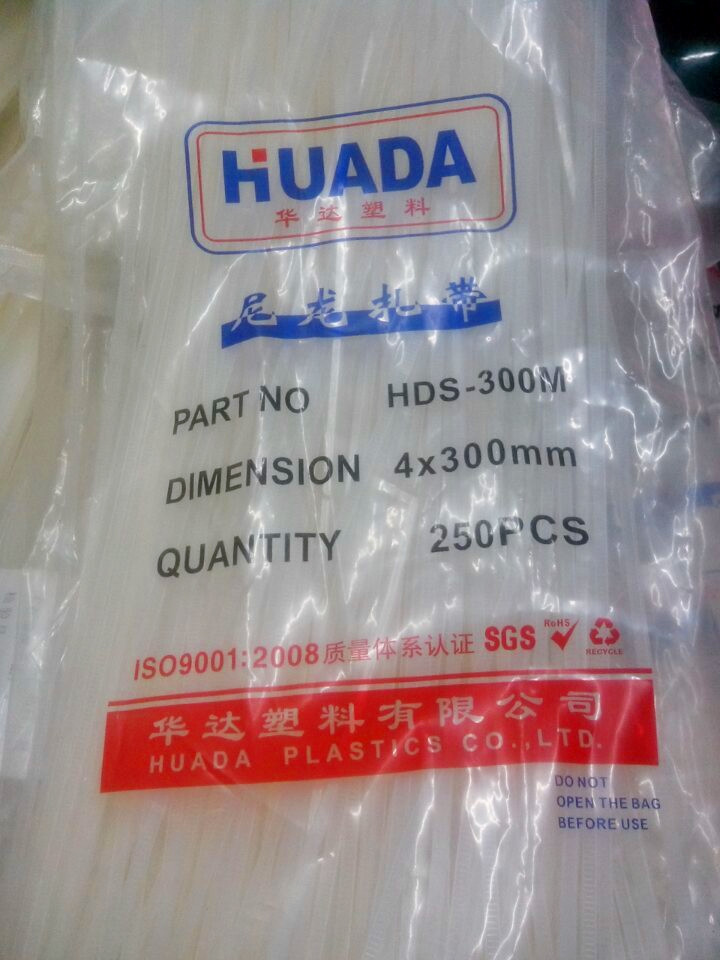 HUADA
华达塑料
尼龙扎带
PART NO HDS-300M
DIMENSION 4x300mm
QUANTITY 250PCS
ISO9001:2008质量体系认证 SGS RoHS RECYCLE
华达塑料有限公司
HUADA PLASTICS CO.,LTD.
DO NOT
OPEN THE BAG
BEFORE USE